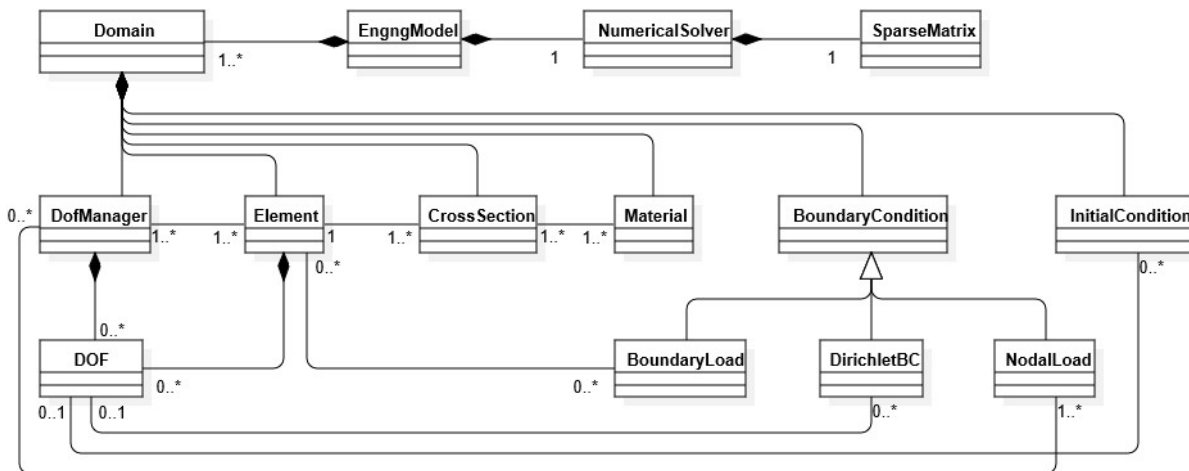 Domain
EngngModel
NumericalSolver
SparseMatrix
1..*
1
1
DofManager
Element
CrossSection
Material
BoundaryCondition
InitialCondition
0..*
1..*
1..*
1
1..*
1..*
1..*
0..*
0..*
0..*
DOF
BoundaryLoad
DirichletBC
NodalLoad
0..*
0..*
0..1
0..1
0..*
1..*